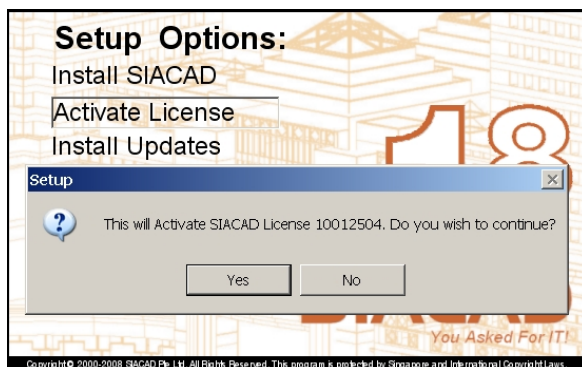 Setup Options:
Install SIACAD
Activate License
Install Updates
18
Setup
This will Activate SIACAD License 10012504. Do you wish to continue?
Yes No
SIACAD
You Asked For IT!
Copyright© 2000-2008 SIACAD Pte Ltd. All Rights Reserved. This program is protected by Singapore and International Copyright Laws.